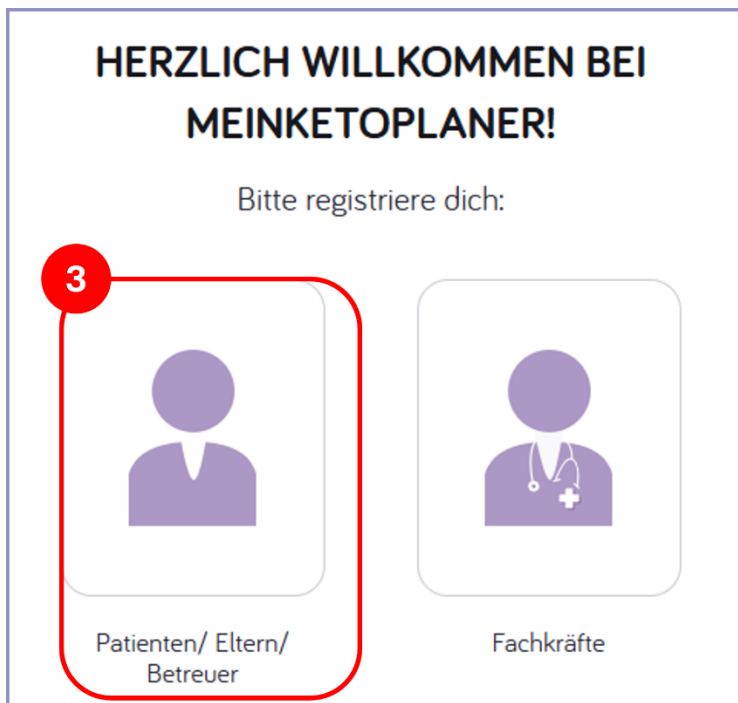 HERZLICH WILLKOMMEN BEI
MEINKETOPLANER!
Bitte registriere dich:
3
Patienten/ Eltern/
Betreuer
Fachkräfte